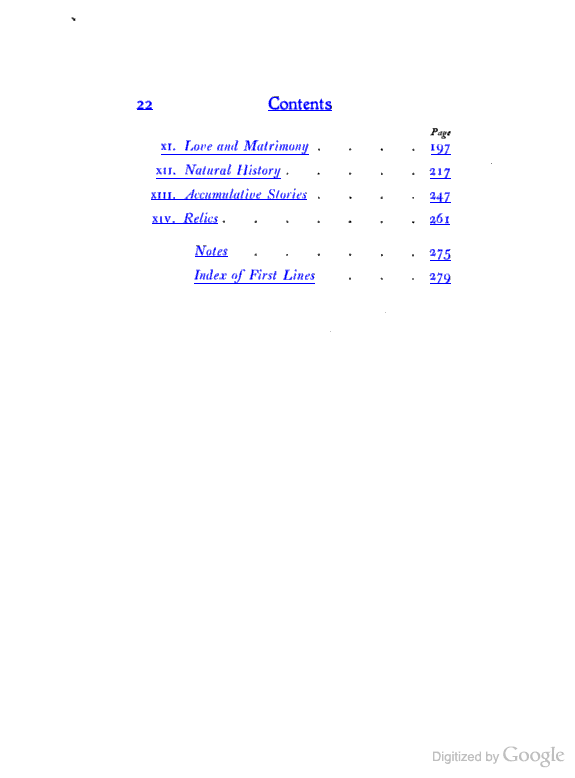 22 Contents
Page
XI. Love and Matrimony . . . . 197
XII. Natural History . . . . . 217
XIII. Accumulative Stories . . . . 247
XIV. Relics . . . . . . . 261
Notes . . . . . . 275
Index of First Lines . . . 279
Digitized by Google